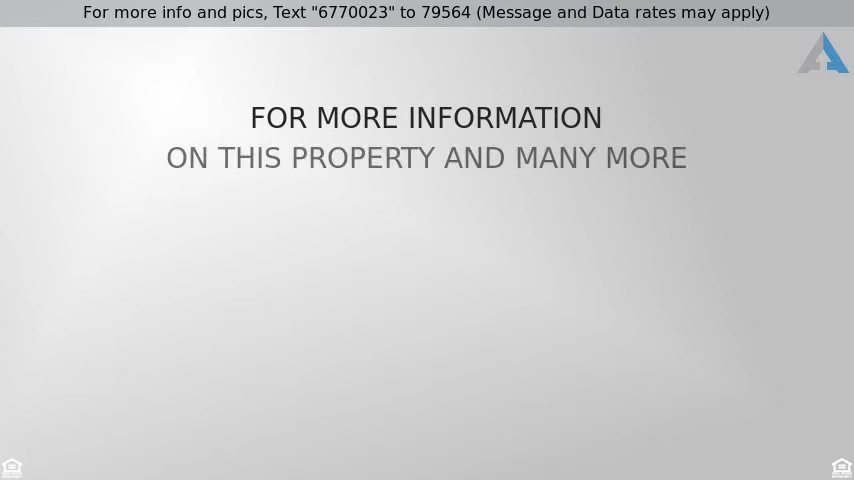 For more info and pics, Text "6770023" to 79564 (Message and Data rates may apply)
FOR MORE INFORMATION
ON THIS PROPERTY AND MANY MORE